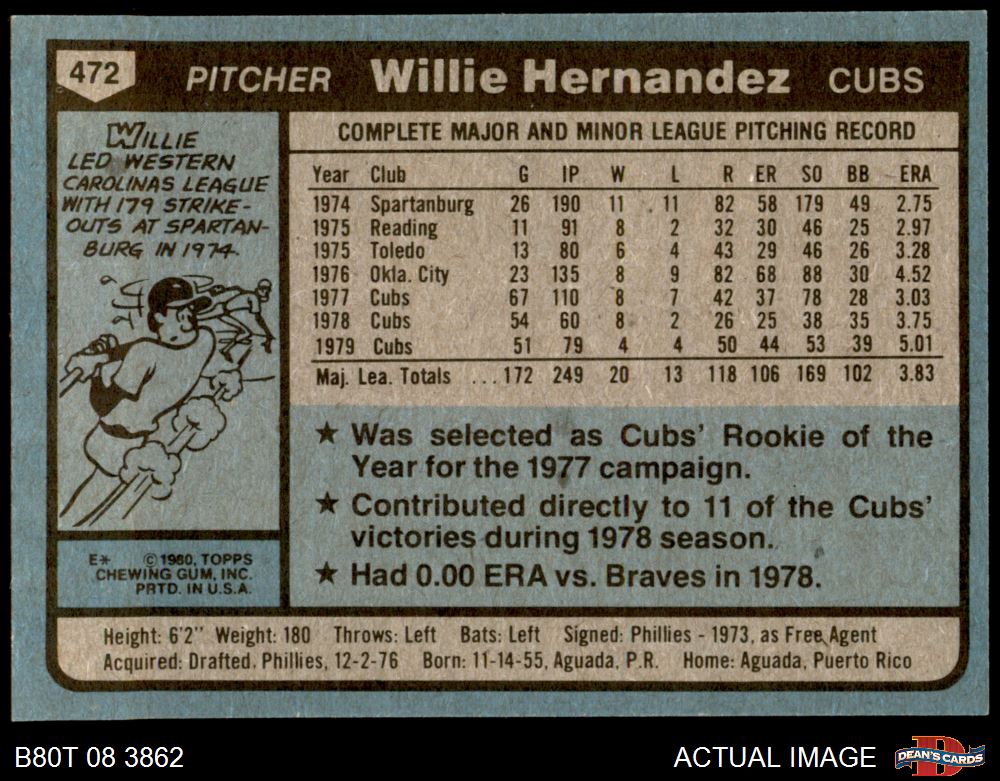 472 PITCHER Willie Hernandez CUBS
WILLIE
LED WESTERN
CAROLINAS LEAGUE
WITH 179 STRIKE-
OUTS AT SPARTAN-
BURG IN 1974.
COMPLETE MAJOR AND MINOR LEAGUE PITCHING RECORD
Year Club G IP W L R ER SO BB ERA
1974 Spartanburg 26 190 11 11 82 58 179 49 2.75
1975 Reading 11 91 8 2 32 30 46 25 2.97
1975 Toledo 13 80 6 4 43 29 46 26 3.28
1976 Okla. City 23 135 8 9 82 68 88 30 4.52
1977 Cubs 67 110 8 7 42 37 78 28 3.03
1978 Cubs 54 60 8 2 26 25 38 35 3.75
1979 Cubs 51 79 4 4 50 44 53 39 5.01
Maj. Lea. Totals ...172 249 20 13 118 106 169 102 3.83
★ Was selected as Cubs' Rookie of the
Year for the 1977 campaign.
★ Contributed directly to 11 of the Cubs'
victories during 1978 season.
★ Had 0.00 ERA vs. Braves in 1978.
E* ©1980, TOPPS
CHEWING GUM, INC.
PRTD. IN U.S.A.
Height: 6'2" Weight: 180 Throws: Left Bats: Left Signed: Phillies - 1973, as Free Agent
Acquired: Drafted, Phillies, 12-2-76 Born: 11-14-55, Aguada, P.R. Home: Aguada, Puerto Rico
B80T 08 3862 ACTUAL IMAGE D DEAN'S CARDS